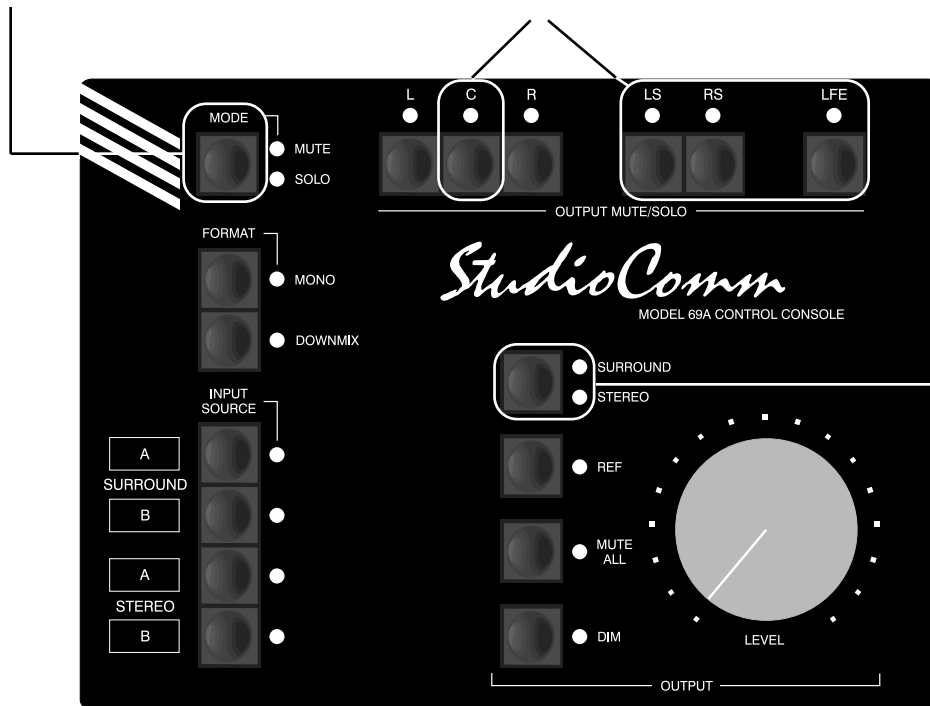 L C R LS RS LFE
MODE
MUTE
SOLO
OUTPUT MUTE/SOLO
FORMAT
MONO
DOWNMIX
StudioComm
MODEL 69A CONTROL CONSOLE
SURROUND
STEREO
INPUT
SOURCE
A
SURROUND
B
A
STEREO
B
REF
MUTE
ALL
DIM
LEVEL
OUTPUT